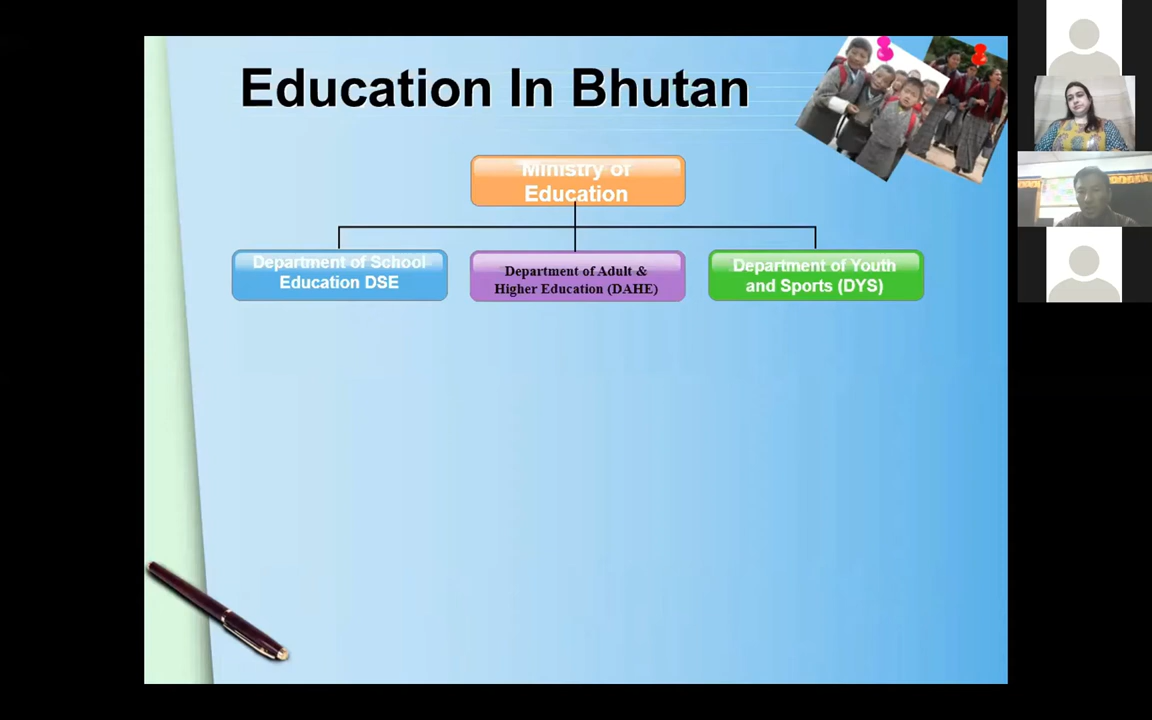 Education In Bhutan
Ministry of
Education
Department of School
Education DSE
Department of Adult &
Higher Education (DAHE)
Department of Youth
and Sports (DYS)